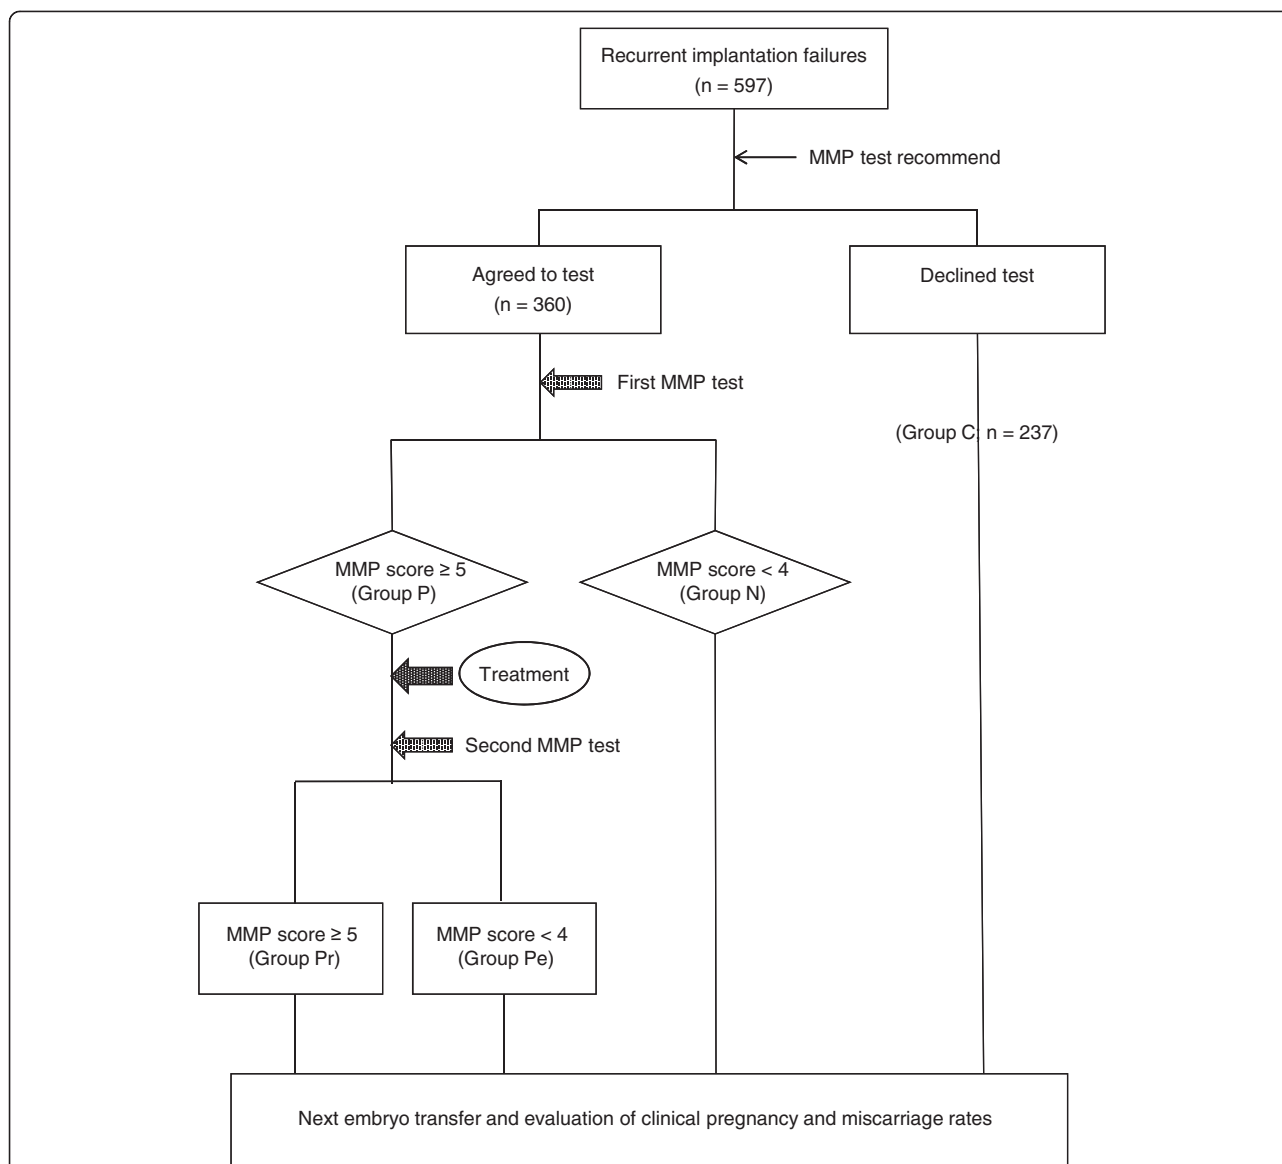 Recurrent implantation failures
(n = 597)
MMP test recommend
Agreed to test
(n = 360)
Declined test
First MMP test
(Group C; n = 237)
MMP score ≥ 5
(Group P)
MMP score < 4
(Group N)
Treatment
Second MMP test
MMP score ≥ 5
(Group Pr)
MMP score < 4
(Group Pe)
Next embryo transfer and evaluation of clinical pregnancy and miscarriage rates